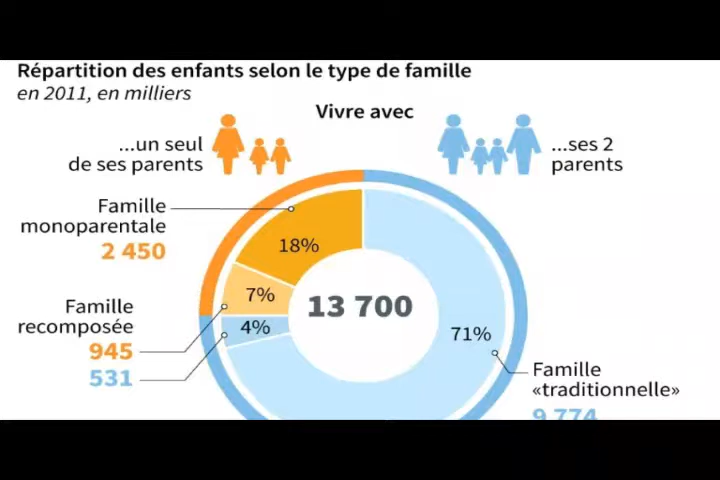 Répartition des enfants selon le type de famille
en 2011, en milliers
Vivre avec
...un seul
de ses parents
...ses 2
parents
Famille
monoparentale
2 450
18%
7%
4%
13 700
71%
Famille
recomposée
945
531
Famille
«traditionnelle»
9 774